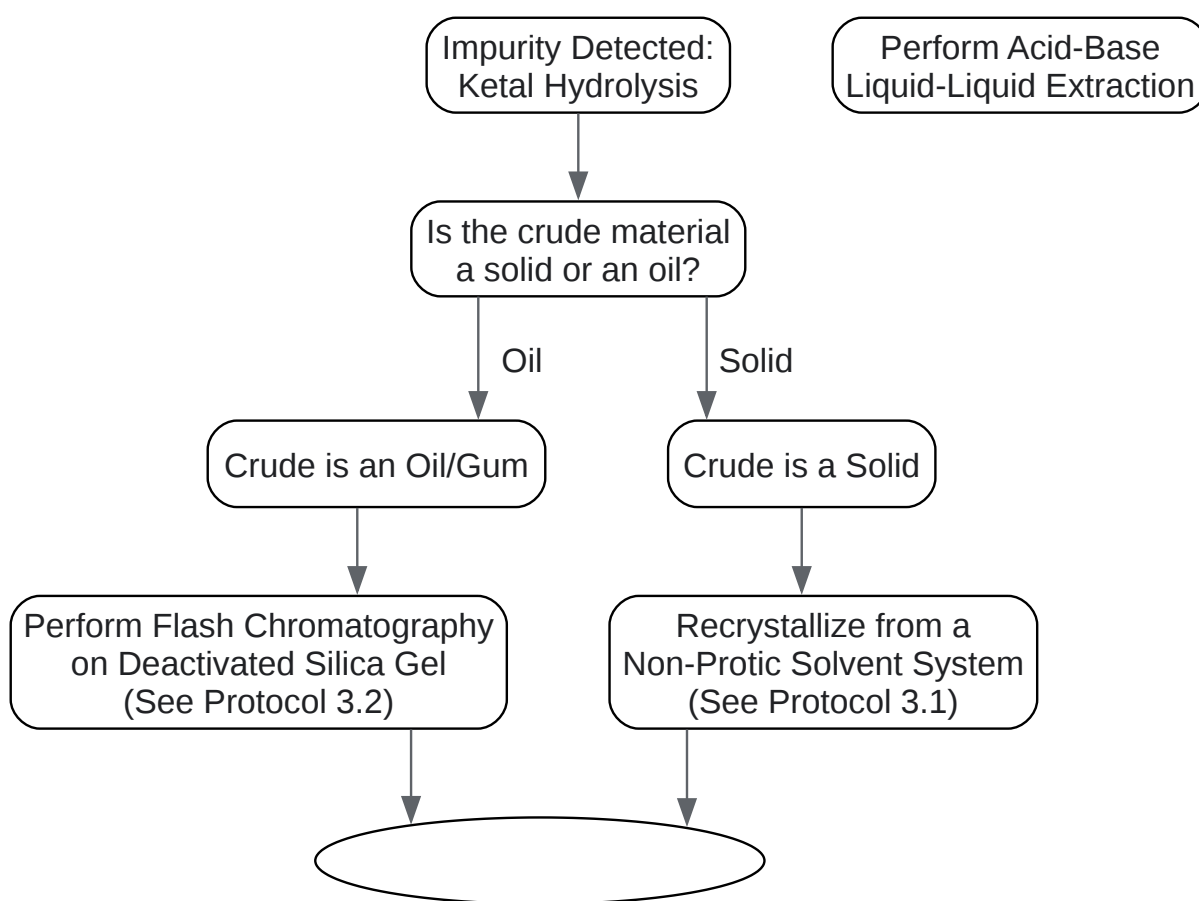 Impurity Detected:
Ketal Hydrolysis
Perform Acid-Base
Liquid-Liquid Extraction
Is the crude material
a solid or an oil?
Oil
Solid
Crude is an Oil/Gum
Crude is a Solid
Perform Flash Chromatography
on Deactivated Silica Gel
(See Protocol 3.2)
Recrystallize from a
Non-Protic Solvent System
(See Protocol 3.1)